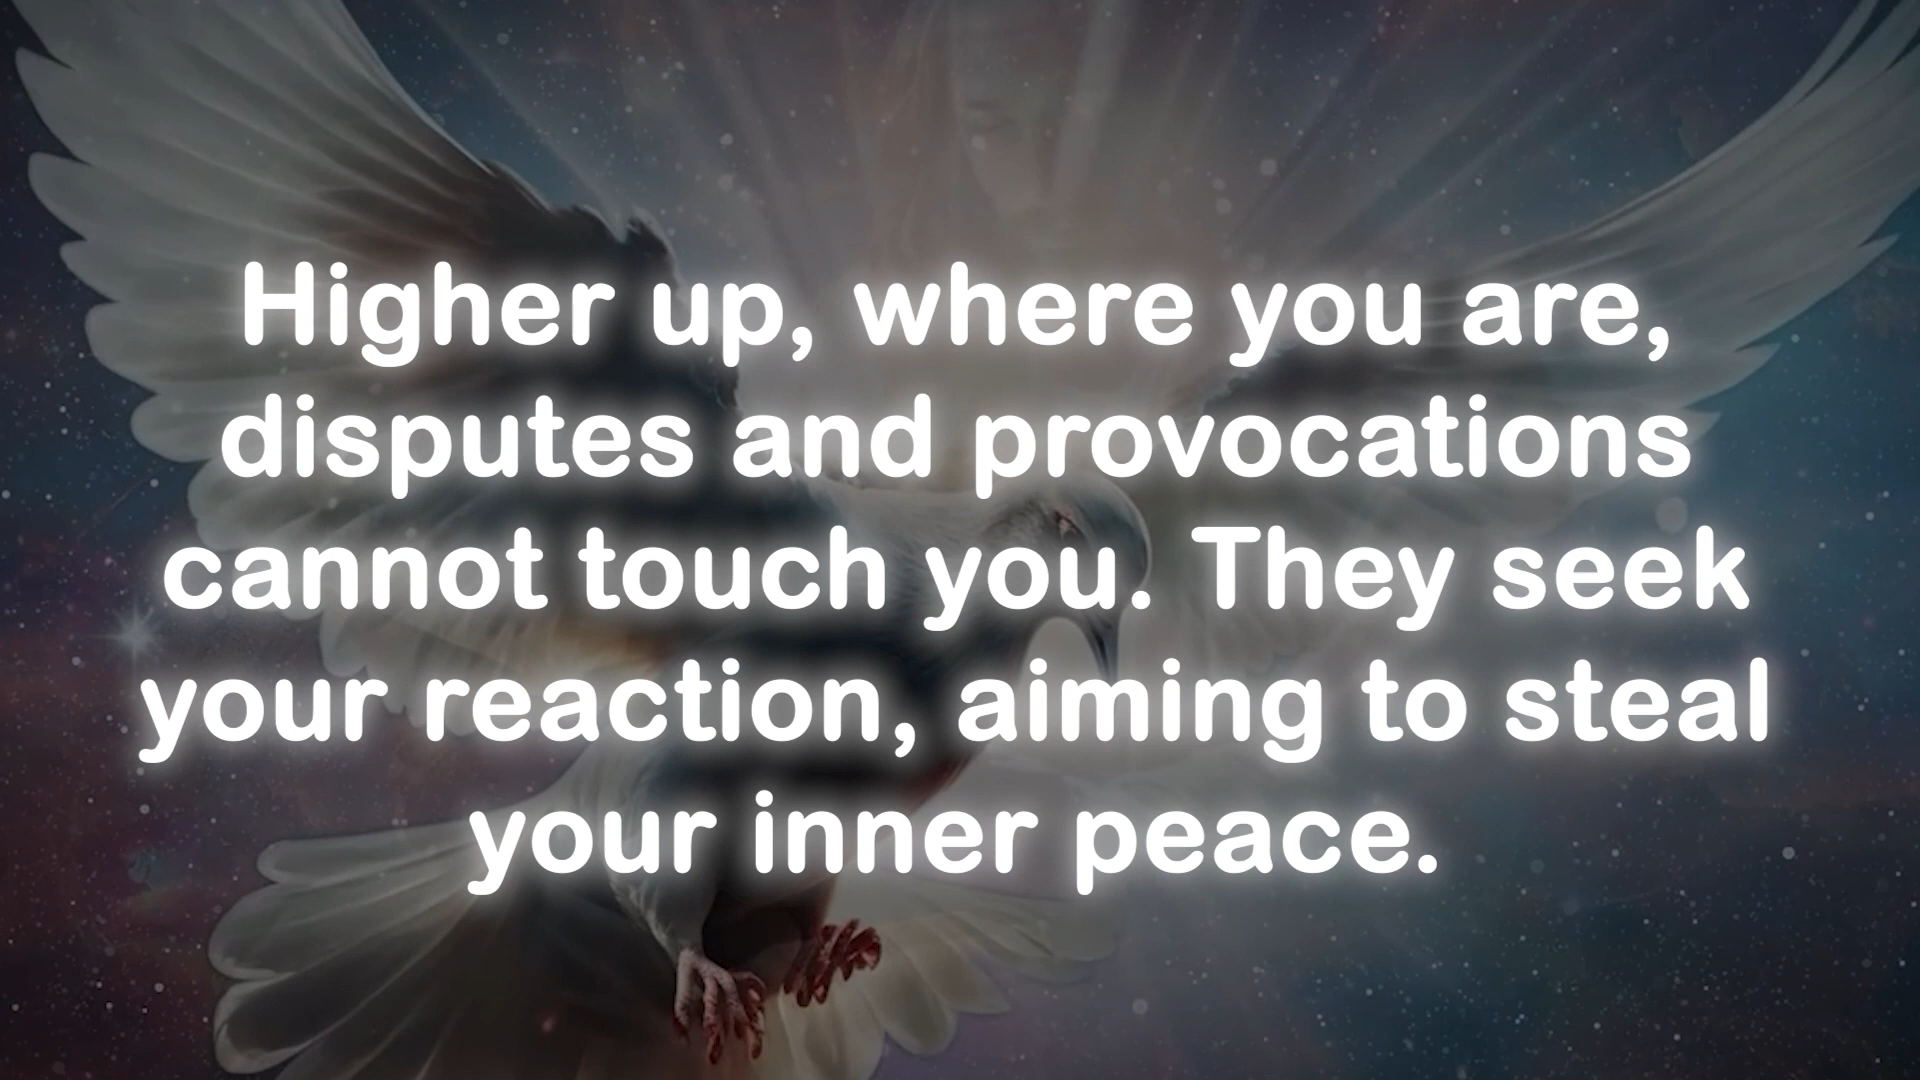 Higher up, where you are,
disputes and provocations
cannot touch you. They seek
your reaction, aiming to steal
your inner peace.